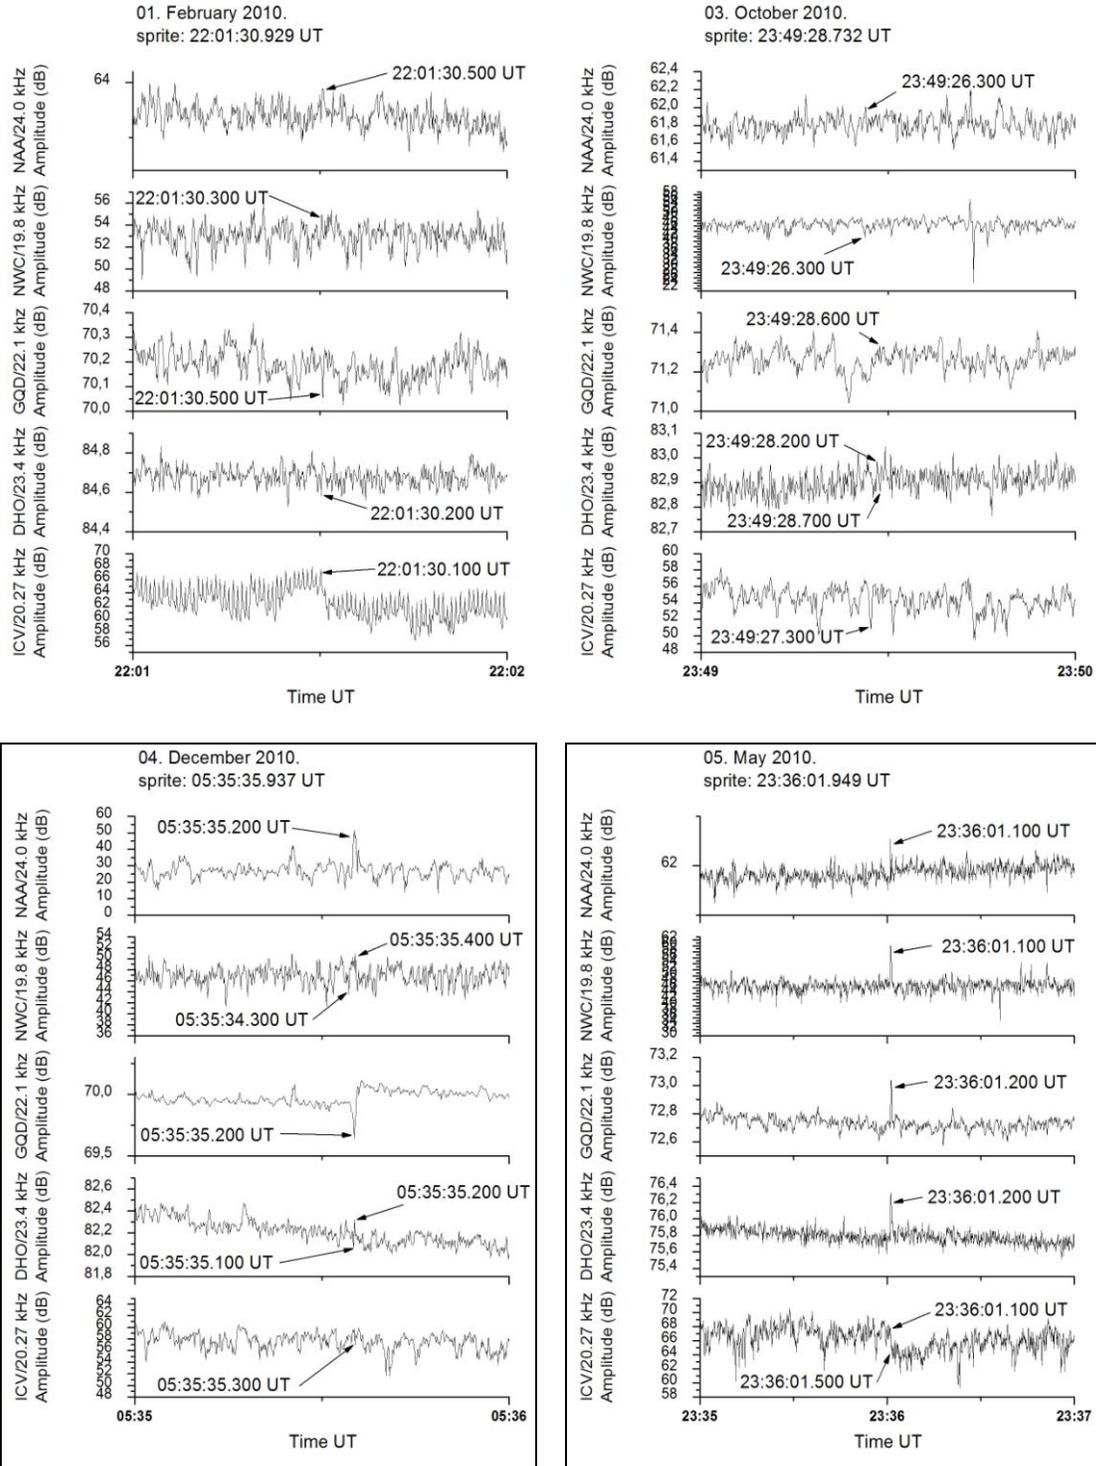 01. February 2010.
sprite: 22:01:30.929 UT
NAA/24.0 kHz
Amplitude (dB)
64
22:01:30.500 UT
NWC/19.8 kHz
Amplitude (dB)
56
54
52
50
48
22:01:30.300 UT
GQD/22.1 khz
Amplitude (dB)
70,4
70,3
70,2
70,1
70,0
22:01:30.500 UT
DHO/23.4 kHz
Amplitude (dB)
84,8
84,6
84,4
22:01:30.200 UT
ICV/20.27 kHz
Amplitude (dB)
70
68
66
64
62
60
58
56
22:01:30.100 UT
22:01
22:02
Time UT
03. October 2010.
sprite: 23:49:28.732 UT
NAA/24.0 kHz
Amplitude (dB)
62,4
62,2
62,0
61,8
61,6
61,4
23:49:26.300 UT
NWC/19.8 kHz
Amplitude (dB)
58
22
23:49:26.300 UT
GQD/22.1 khz
Amplitude (dB)
71,4
71,2
71,0
23:49:28.600 UT
DHO/23.4 kHz
Amplitude (dB)
83,1
83,0
82,9
82,8
82,7
23:49:28.200 UT
23:49:28.700 UT
ICV/20.27 kHz
Amplitude (dB)
60
56
54
52
50
48
23:49:27.300 UT
23:49
23:50
Time UT
04. December 2010.
sprite: 05:35:35.937 UT
NAA/24.0 kHz
Amplitude (dB)
60
50
40
30
20
10
0
05:35:35.200 UT
NWC/19.8 kHz
Amplitude (dB)
54
52
50
48
46
44
42
40
38
36
05:35:35.400 UT
05:35:34.300 UT
GQD/22.1 khz
Amplitude (dB)
70,0
69,5
05:35:35.200 UT
DHO/23.4 kHz
Amplitude (dB)
82,6
82,4
82,2
82,0
81,8
05:35:35.200 UT
05:35:35.100 UT
ICV/20.27 kHz
Amplitude (dB)
64
62
60
58
56
54
52
50
48
05:35:35.300 UT
05:35
05:36
Time UT
05. May 2010.
sprite: 23:36:01.949 UT
NAA/24.0 kHz
Amplitude (dB)
62
23:36:01.100 UT
NWC/19.8 kHz
Amplitude (dB)
62
30
23:36:01.100 UT
GQD/22.1 khz
Amplitude (dB)
73,2
73,0
72,8
72,6
23:36:01.200 UT
DHO/23.4 kHz
Amplitude (dB)
76,4
76,2
76,0
75,8
75,6
75,4
23:36:01.200 UT
ICV/20.27 kHz
Amplitude (dB)
72
70
68
66
64
62
60
58
23:36:01.100 UT
23:36:01.500 UT
23:35
23:36
23:37
Time UT